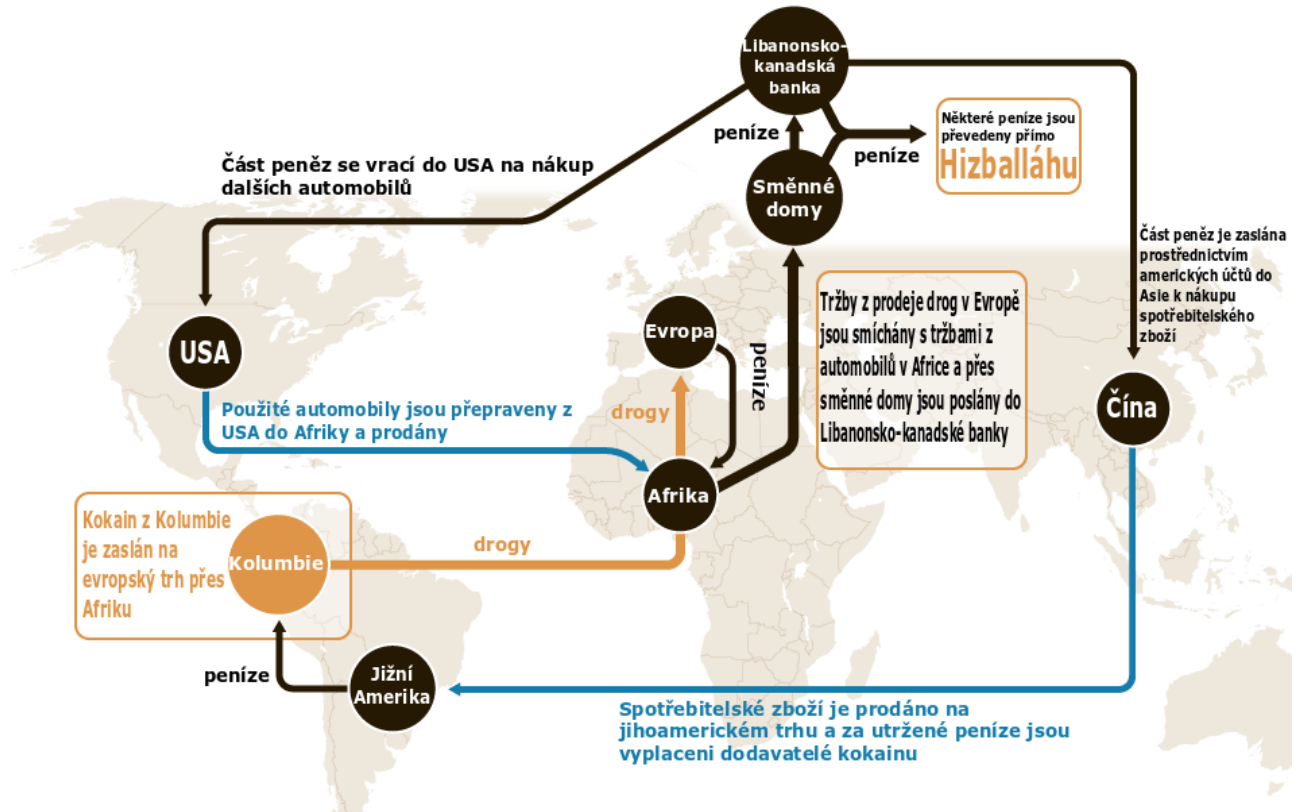 Libanonsko-
kanadská
banka
peníze
Některé peníze jsou
převedeny přímo
Hizballáhu
peníze
Část peněz se vrací do USA na nákup
dalších automobilů
Směnné
domy
Část peněz je zaslána
prostřednictvím
amerických účtů do
Asie k nákupu
spotřebitelského
zboží
Tržby z prodeje drog v Evropě
jsou smíchány s tržbami z
automobilů v Africe a přes
směnné domy jsou poslány do
Libanonsko-kanadské banky
Evropa
peníze
USA
Čína
Použité automobily jsou přepraveny z
USA do Afriky a prodány
drogy
Afrika
Kokain z Kolumbie
je zaslán na
evropský trh přes
Afriku
Kolumbie
drogy
peníze
Jižní
Amerika
Spotřebitelské zboží je prodáno na
jihoamerickém trhu a za utržené peníze jsou
vyplaceni dodavatelé kokainu